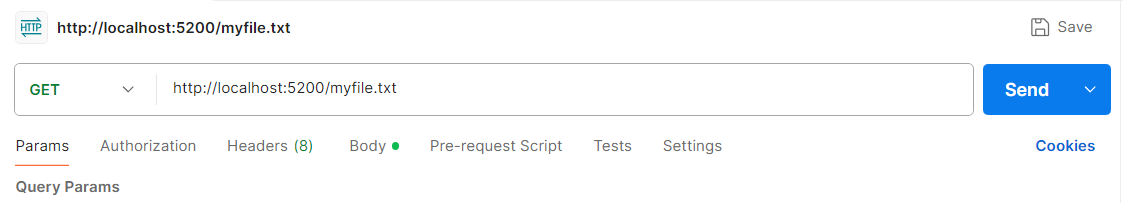 HTTP http://localhost:5200/myfile.txt Save
GET http://localhost:5200/myfile.txt Send
Params Authorization Headers (8) Body Pre-request Script Tests Settings Cookies
Query Params